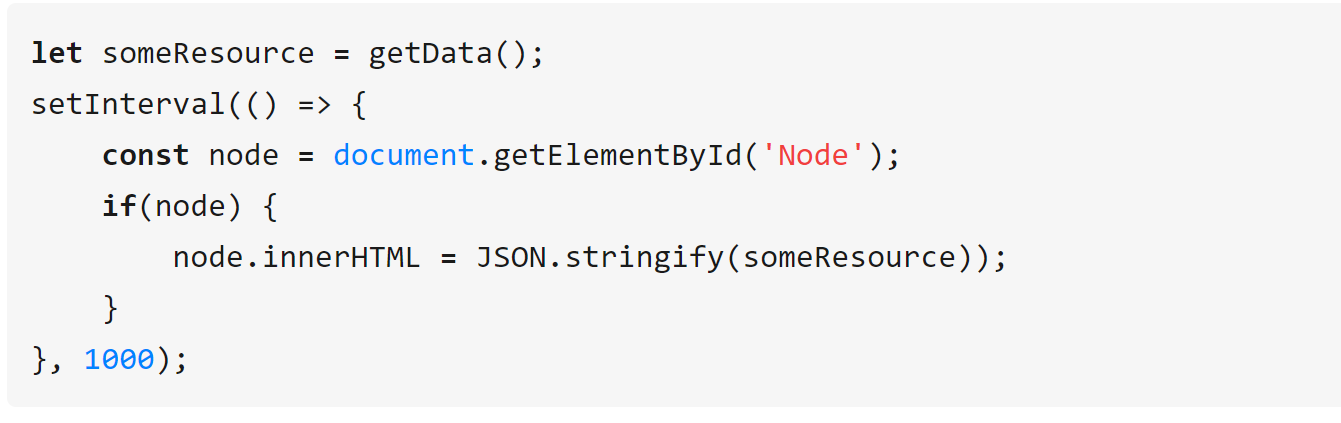 let someResource = getData();
setInterval(() => {
    const node = document.getElementById('Node');
    if(node) {
        node.innerHTML = JSON.stringify(someResource));
    }
}, 1000);